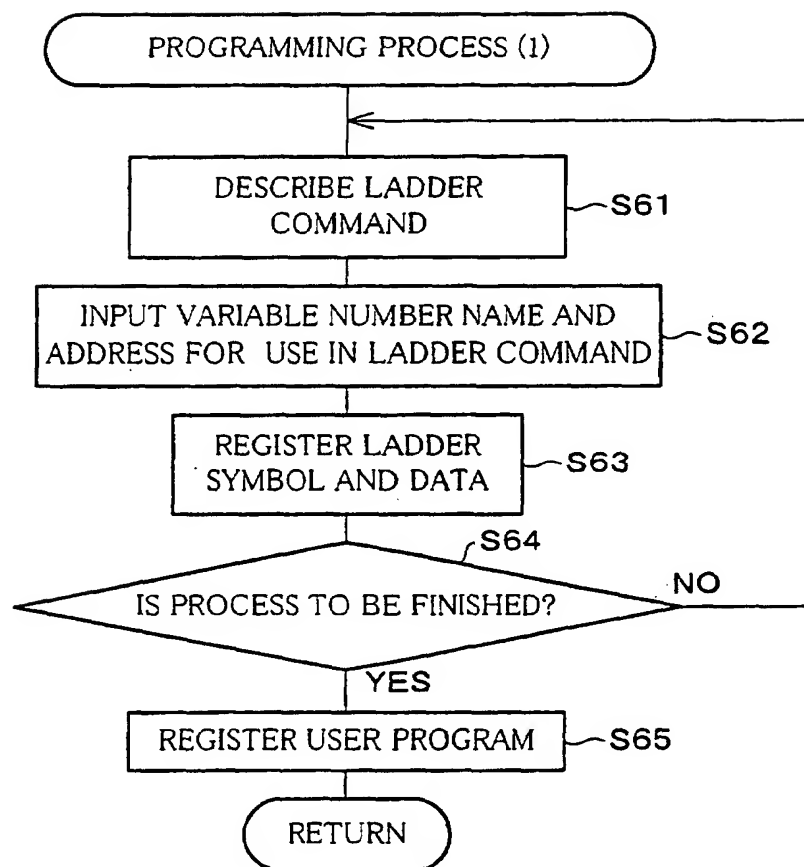 PROGRAMMING PROCESS (1)
DESCRIBE LADDER
COMMAND
S61
INPUT VARIABLE NUMBER NAME AND
ADDRESS FOR USE IN LADDER COMMAND
S62
REGISTER LADDER
SYMBOL AND DATA
S63
S64
IS PROCESS TO BE FINISHED?
NO
YES
REGISTER USER PROGRAM
S65
RETURN